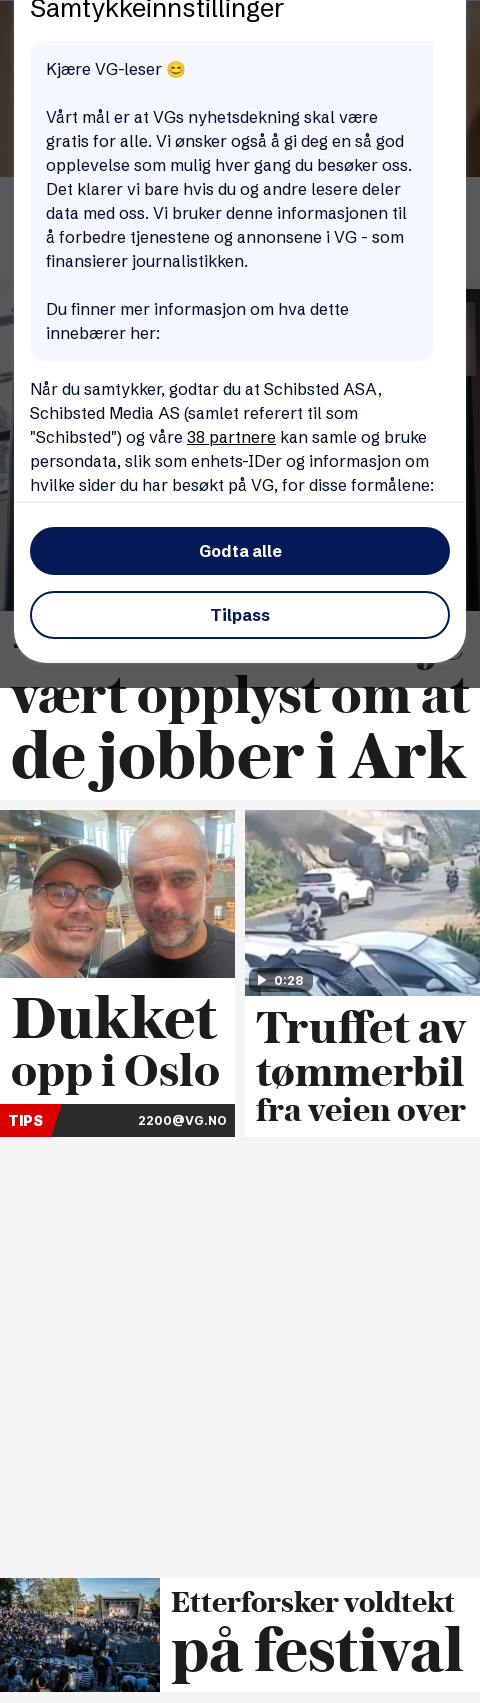 Samtykkeinnstillinger
Kjære VG-leser 😊
Vårt mål er at VGs nyhetsdekning skal være
gratis for alle. Vi ønsker også å gi deg en så god
opplevelse som mulig hver gang du besøker oss.
Det klarer vi bare hvis du og andre lesere deler
data med oss. Vi bruker denne informasjonen til
å forbedre tjenestene og annonsene i VG - som
finansierer journalistikken.
Du finner mer informasjon om hva dette
innebærer her:
Når du samtykker, godtar du at Schibsted ASA,
Schibsted Media AS (samlet referert til som
"Schibsted") og våre 38 partnere kan samle og bruke
persondata, slik som enhets-IDer og informasjon om
hvilke sider du har besøkt på VG, for disse formålene:
Godta alle
Tilpass
vært opplyst om at
de jobber i Ark
Dukket
opp i Oslo
TIPS 2200@VG.NO
0:28
Truffet av
tømmerbil
fra veien over
Etterforsker voldtekt
på festival